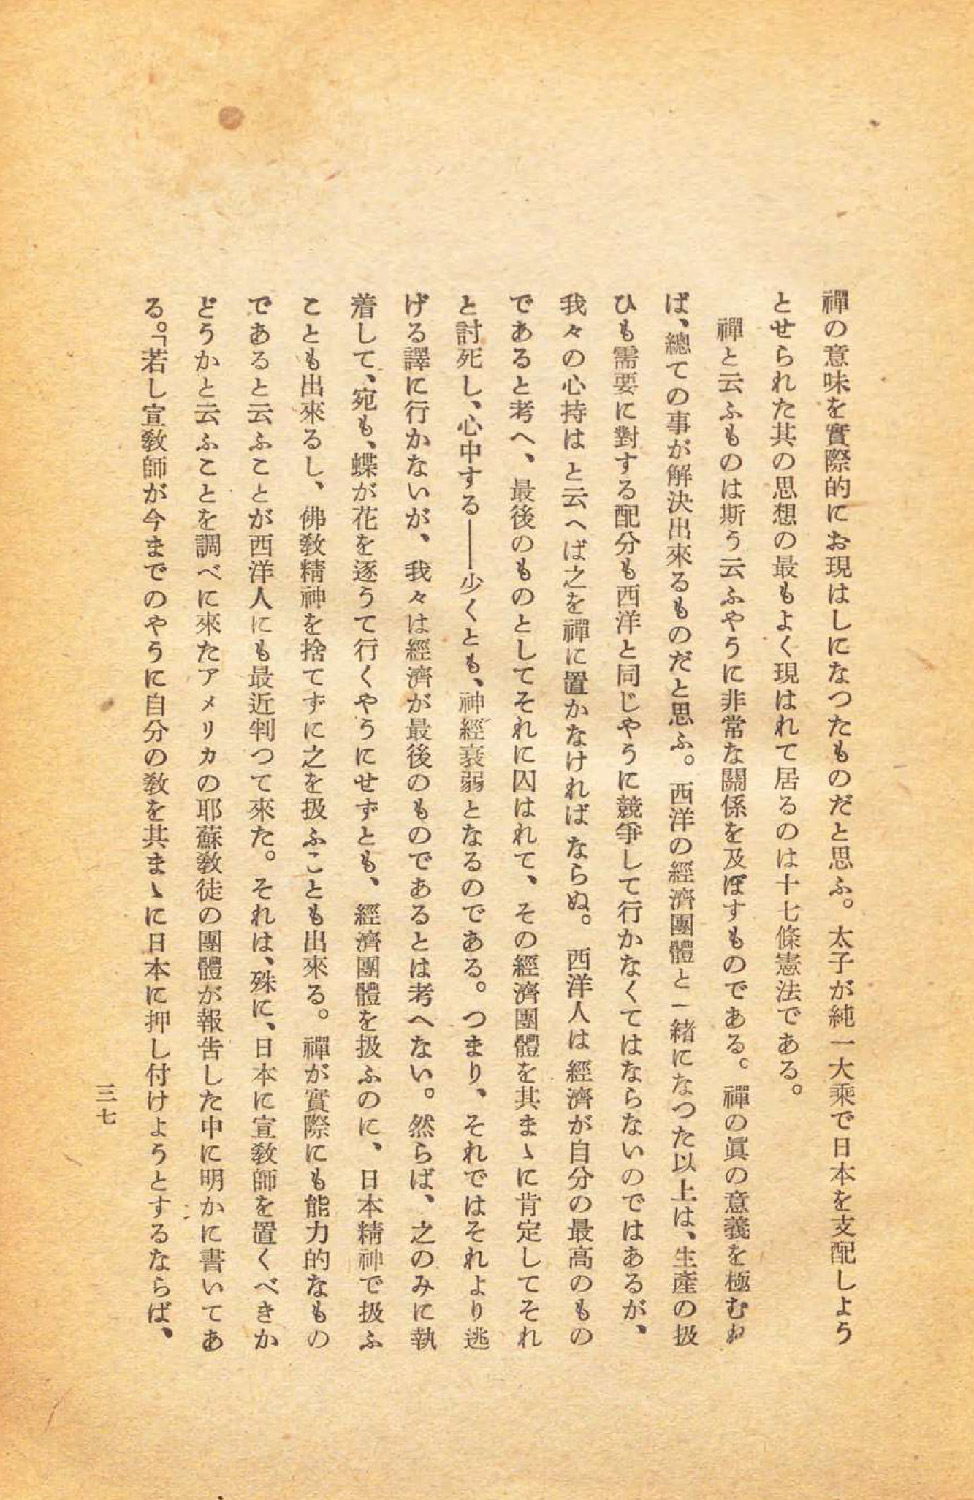 禪の意味を實際的にお現はしになつたものだと思ふ。太子が純一大乘で日本を支配しよう
とせられた其の思想の最もよく現はれて居るのは十七條憲法である。
禪と云ふものは斯う云ふやうに非常な關係を及ぼすものである。禪の眞の意義を極むれ
ば、總ての事が解決出來るものだと思ふ。西洋の經濟團體と一緒になつた以上は、生產の扱
ひも需要に對する配分も西洋と同じやうに競爭して行かなくてはならないのではあるが、
我々の心持はと云へば之を禪に置かなければならぬ。西洋人は經濟が自分の最高のもの
であると考へ、最後のものとしてそれに囚はれて、その經濟團體を其まゝに肯定してそれ
と討死し、心中する――少くとも、神經衰弱となるのである。つまり、それではそれより逃
げる譯に行かないが、我々は經濟が最後のものであるとは考へない。然らば、之のみに執
着して、宛も、蝶が花を逐うて行くやうにせずとも、經濟團體を扱ふのに、日本精神で扱ふ
ことも出來るし、佛敎精神を捨てずに之を扱ふことも出來る。禪が實際にも能力的なもの
であると云ふことが西洋人にも最近判つて來た。それは、殊に、日本に宣敎師を置くべきか
どうかと云ふことを調べに來たアメリカの耶蘇敎徒の團體が報吿した中に明かに書いてあ
る。「若し宣敎師が今までのやうに自分の敎を其まゝに日本に押し付けようとするならば、
三七